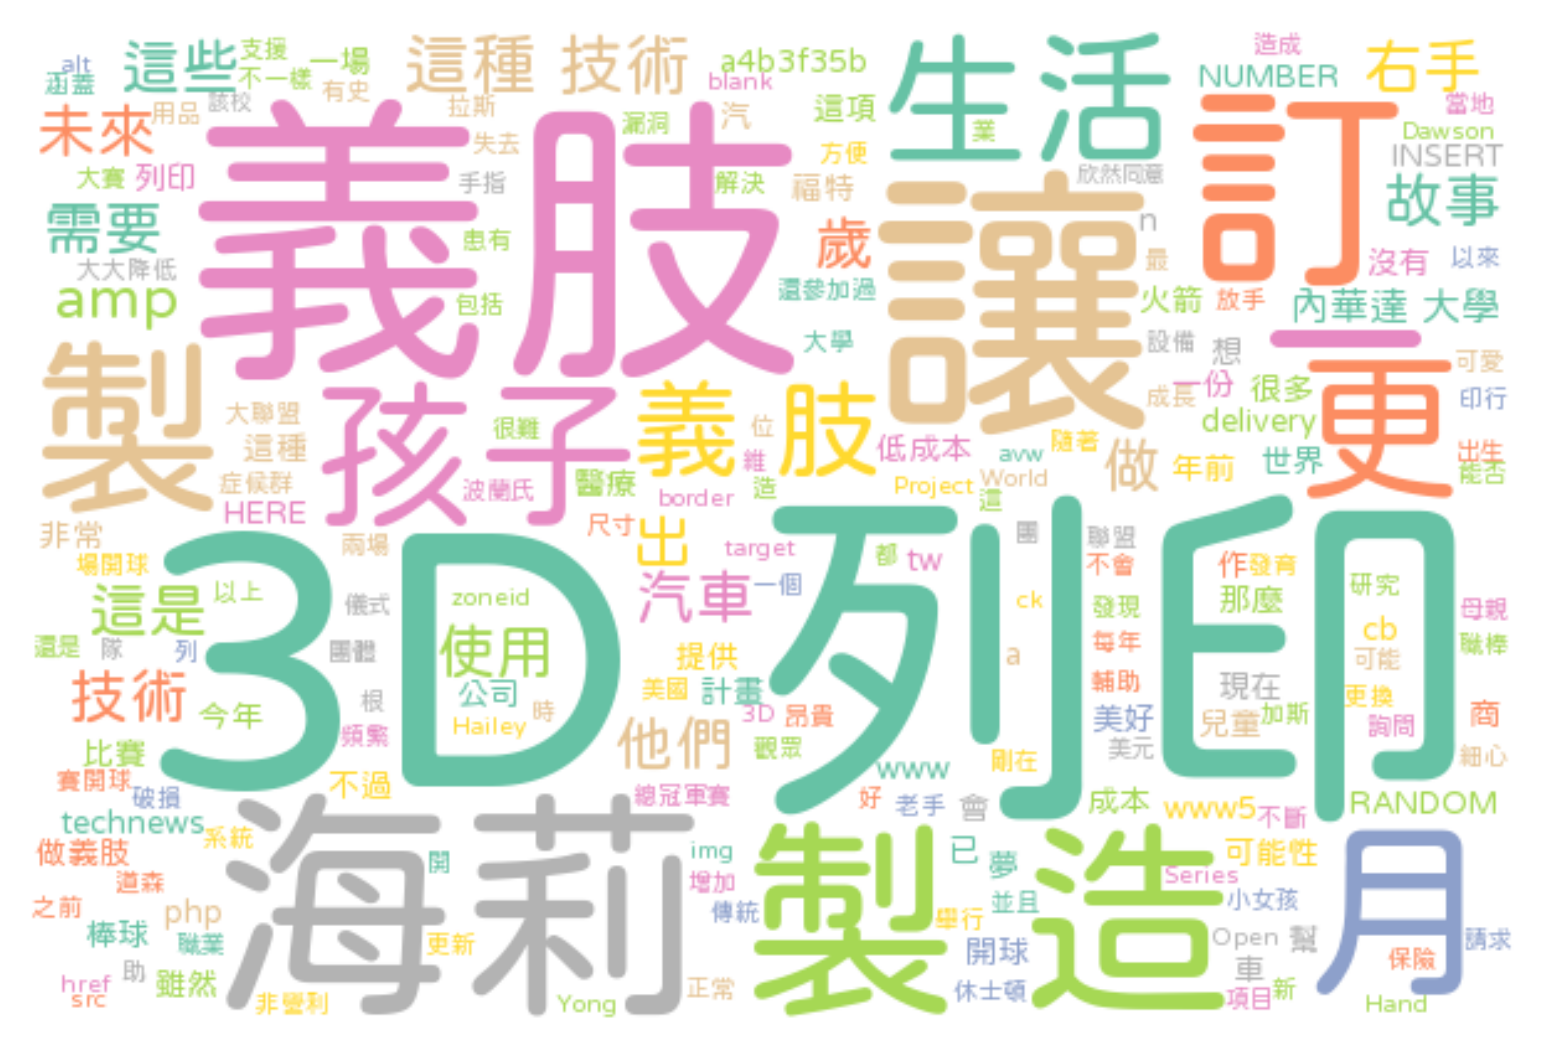 alt
涵蓋
這些
支援
不一樣
一場
有史
這種 技術
a4b3f35b
blank
生活
造成
NUMBER
右手
未來
用品
該校
拉斯
失去
漏洞
汽
這項
業
訂
當地
Dawson
INSERT
大賽
列印
義肢
手指
解決
方便
福特
欣然同意
讓
n
故事
需要
患有
歲
最
沒有
以來
大大降低
amp
包括
還參加過
火箭
放手
內華達 大學
大學
設備
想
一
可愛
製
孩子
大聯盟
這種
很難
義 肢
位
維
低成本
avw
隨著
成長
一份
很多
delivery
更
印行
症候群
HERE
波蘭氏
醫療
border
造
Project
World
這
做
年前
世界
出生
能否
非常
兩場
尺寸
出
target
都
tw
團
聯盟
不會
作
發育
研究
場開球
3D 列印
這是
以上
儀式
zoneid
汽車
一個
ck
發現
那麼
母親
還是
隊
列
團體
使用
提供
a
每年
cb
可能
職棒
技術
今年
根
公司
Hailey
時
美國
計畫
輔助
現在
更換
頻繁
他們
3D
昂貴
觀眾
美好
美元
兒童
加斯
詢問
商
細心
比賽
賽開球
破損
不過
總冠軍賽
www
剛在
好
老手
會
成本
www5
不斷
RANDOM
technews
系統
海莉
做義肢
道森
開
img
增加
製造
已
夢
Series
可能性
月
之前
php
棒球
職業
更新
傳統
舉行
並且
小女孩
開球
Open
幫
請求
href
src
助
雖然
非營利
Yong
正常
休士頓
車
項目
新
保險
Hand